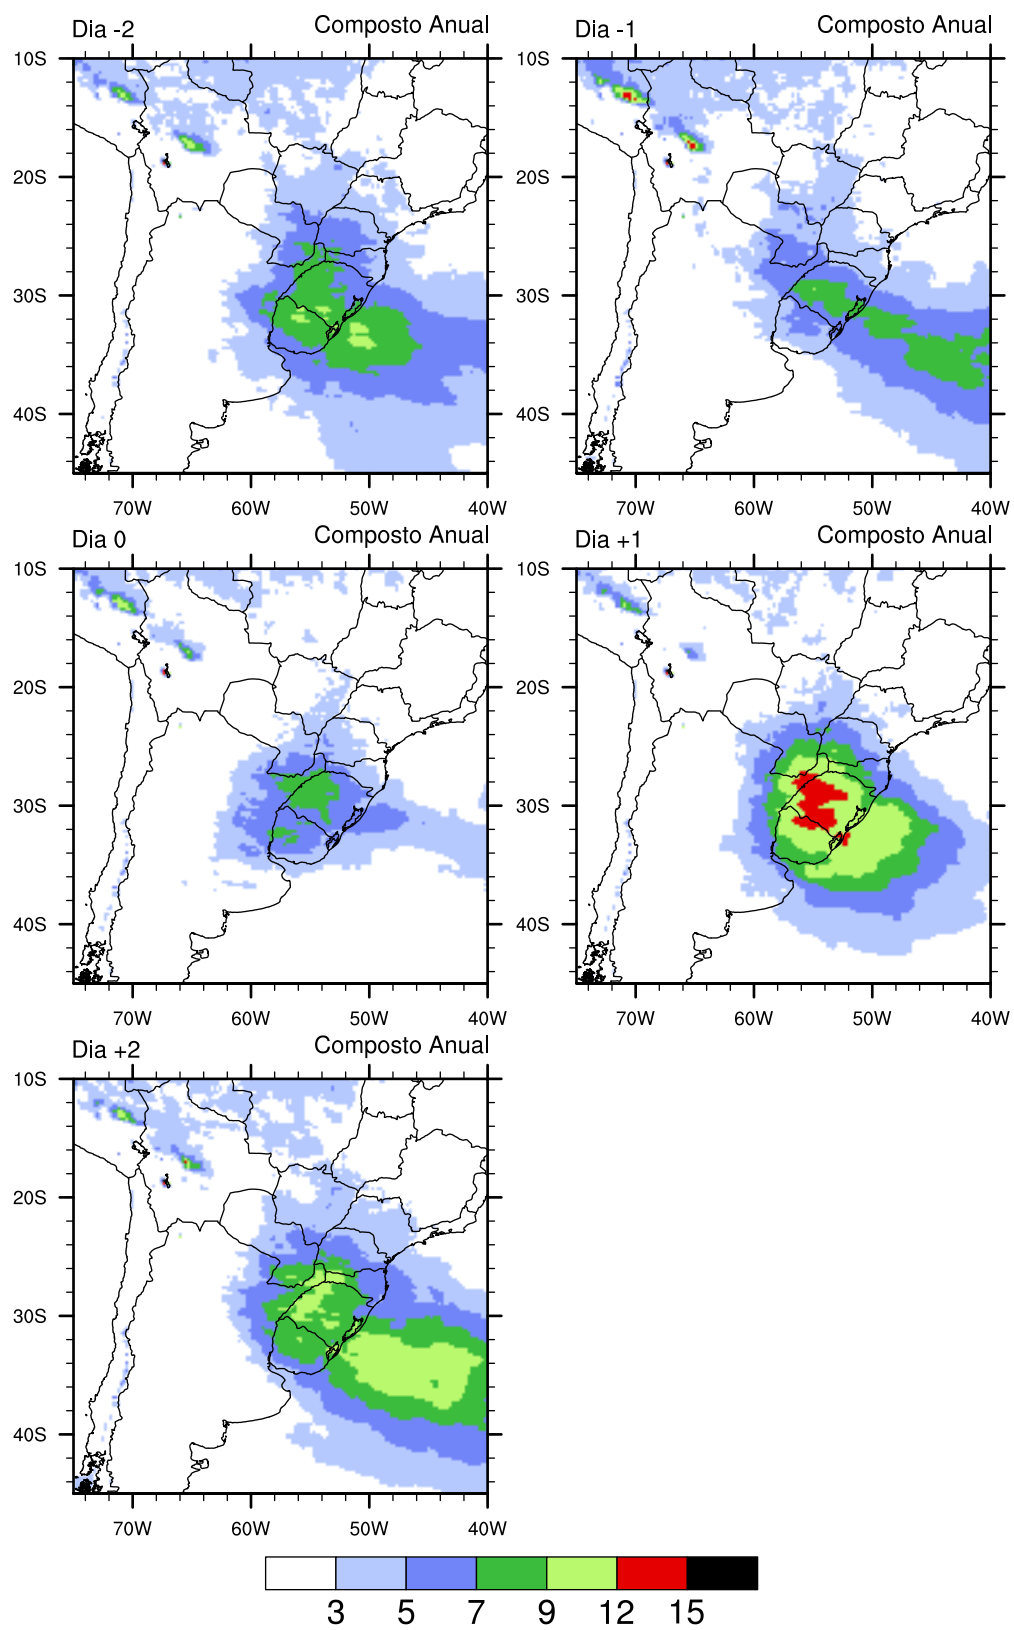 Dia -2 Composto Anual Dia -1 Composto Anual
10S 10S
20S 20S
30S 30S
40S 40S
70W 60W 50W 40W 70W 60W 50W 40W
Dia 0 Composto Anual Dia +1 Composto Anual
10S 10S
20S 20S
30S 30S
40S 40S
70W 60W 50W 40W 70W 60W 50W 40W
Dia +2 Composto Anual
10S
20S
30S
40S
70W 60W 50W 40W
3 5 7 9 12 15